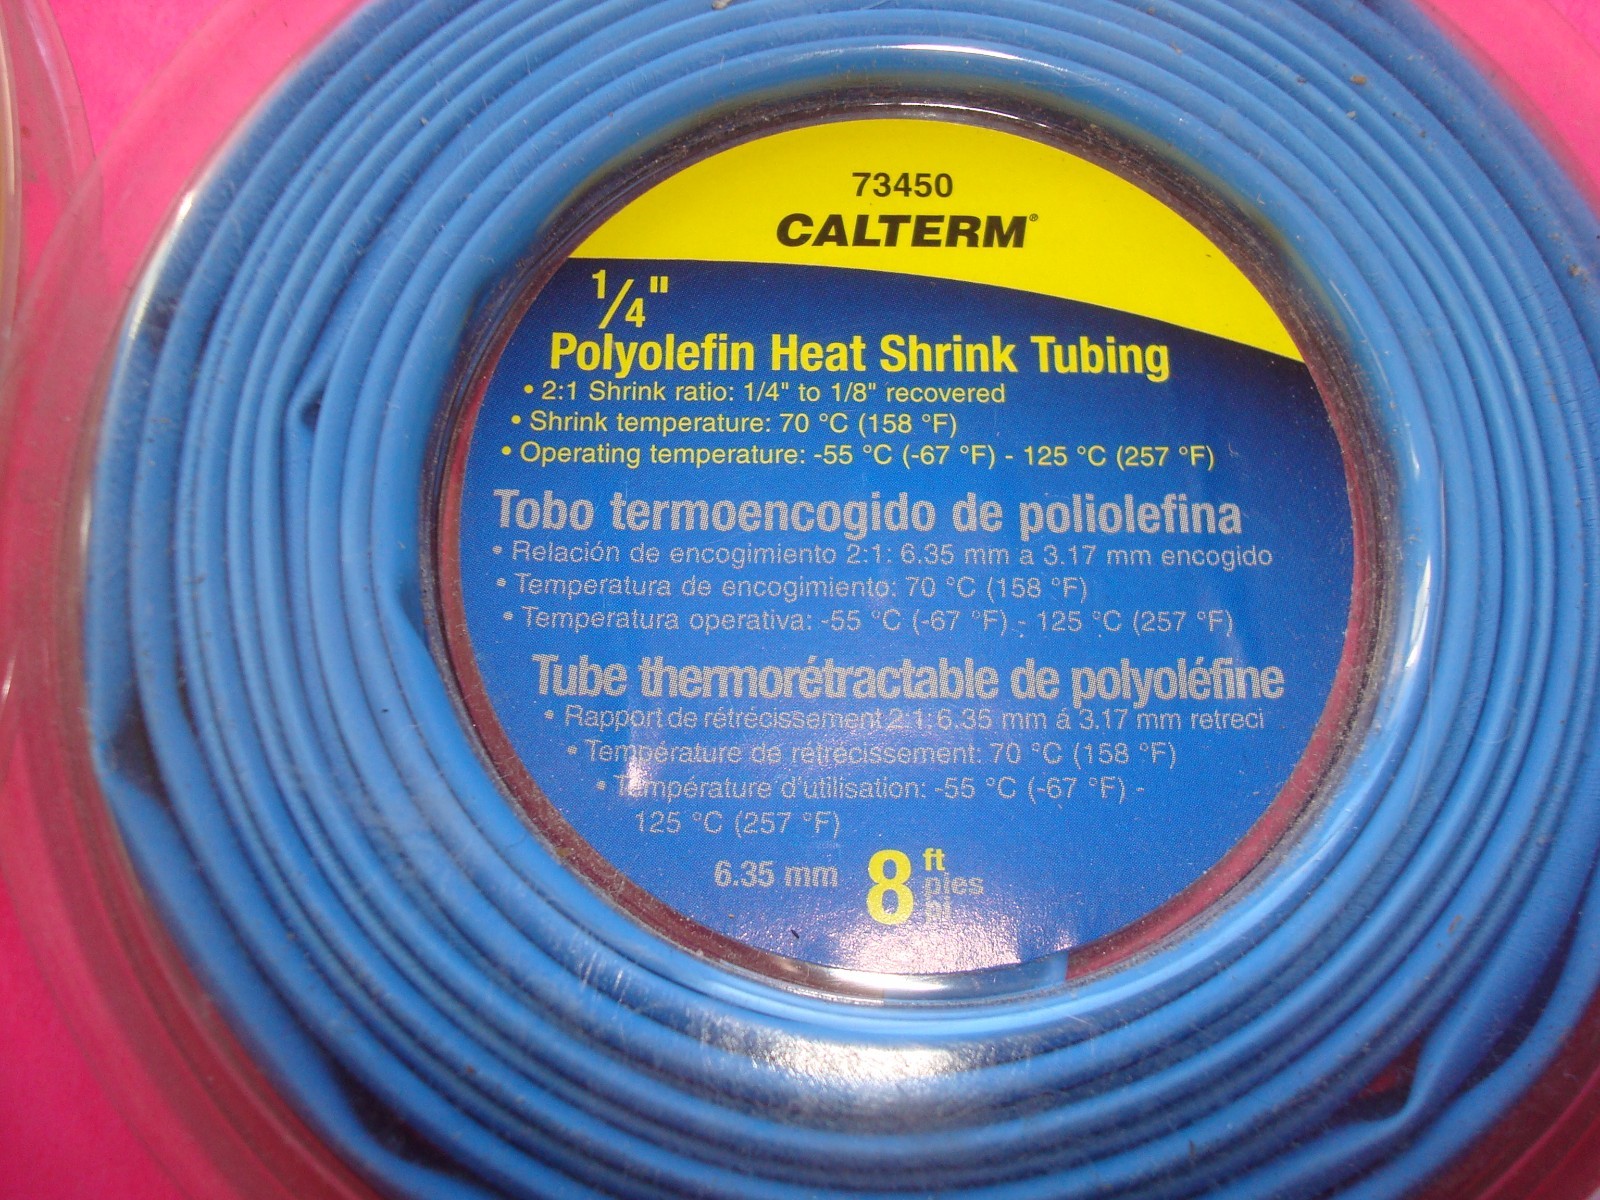 73450
CALTERM®
1/4"
Polyolefin Heat Shrink Tubing
• 2:1 Shrink ratio: 1/4" to 1/8" recovered
• Shrink temperature: 70 °C (158 °F)
• Operating temperature: -55 °C (-67 °F) - 125 °C (257 °F)
Tobo termoencogido de poliolefina
• Relación de encogimiento 2:1: 6.35 mm a 3.17 mm encogido
• Temperatura de encogimiento: 70 °C (158 °F)
• Temperatura operativa: -55 °C (-67 °F) - 125 °C (257 °F)
Tube thermorétractable de polyoléfine
• Rapport de rétrécissement 2:1: 6.35 mm á 3.17 mm retreci
• Température de rétrécissement: 70 °C (158 °F)
• Température d'utilisation: -55 °C (-67 °F) -
125 °C (257 °F)
6.35 mm 8 ft
pies
pi